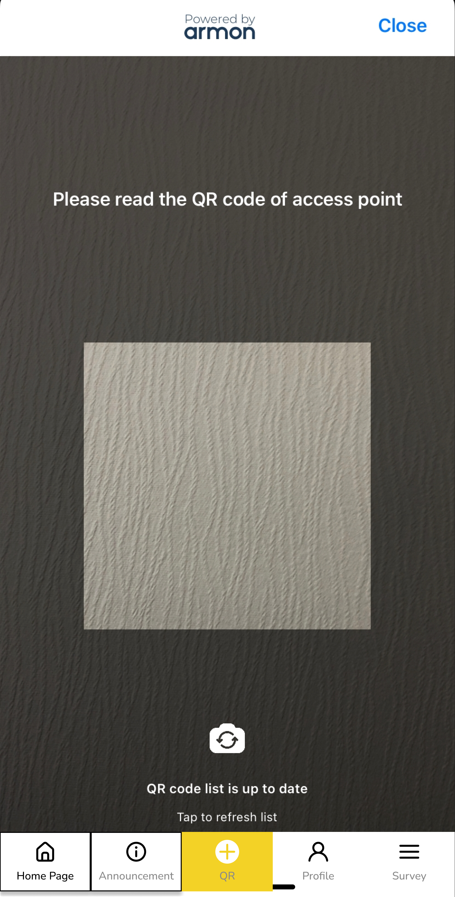 Powered by
armon
Close
Please read the QR code of access point
QR code list is up to date
Tap to refresh list
Home Page
Announcement
QR
Profile
Survey